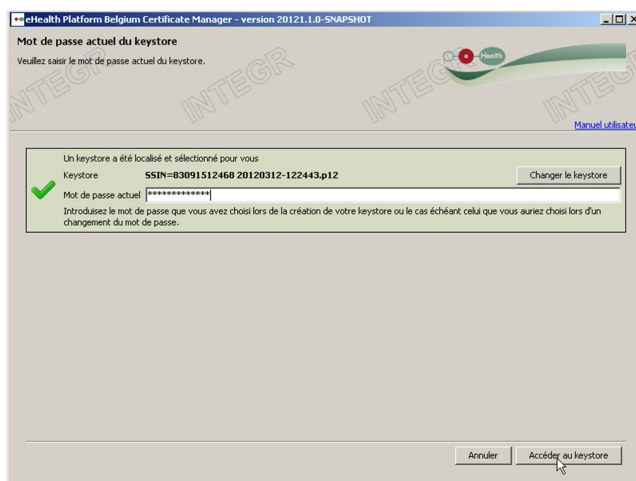 eHealth Platform Belgium Certificate Manager - version 20121.1.0-SNAPSHOT
Mot de passe actuel du keystore
Veuillez saisir le mot de passe actuel du keystore.
Health
INTEGR
INTEGR
INTEGR
INTEGR
Manuel utilisateu
Un keystore a été localisé et sélectionné pour vous
Keystore SSIN=83091512468 20120312-122443.p12 Changer le keystore
Mot de passe actuel *************
Introduisez le mot de passe que vous avez choisi lors de la création de votre keystore ou le cas échéant celui que vous auriez choisi lors d'un
changement du mot de passe.
Annuler Accéder au keystore